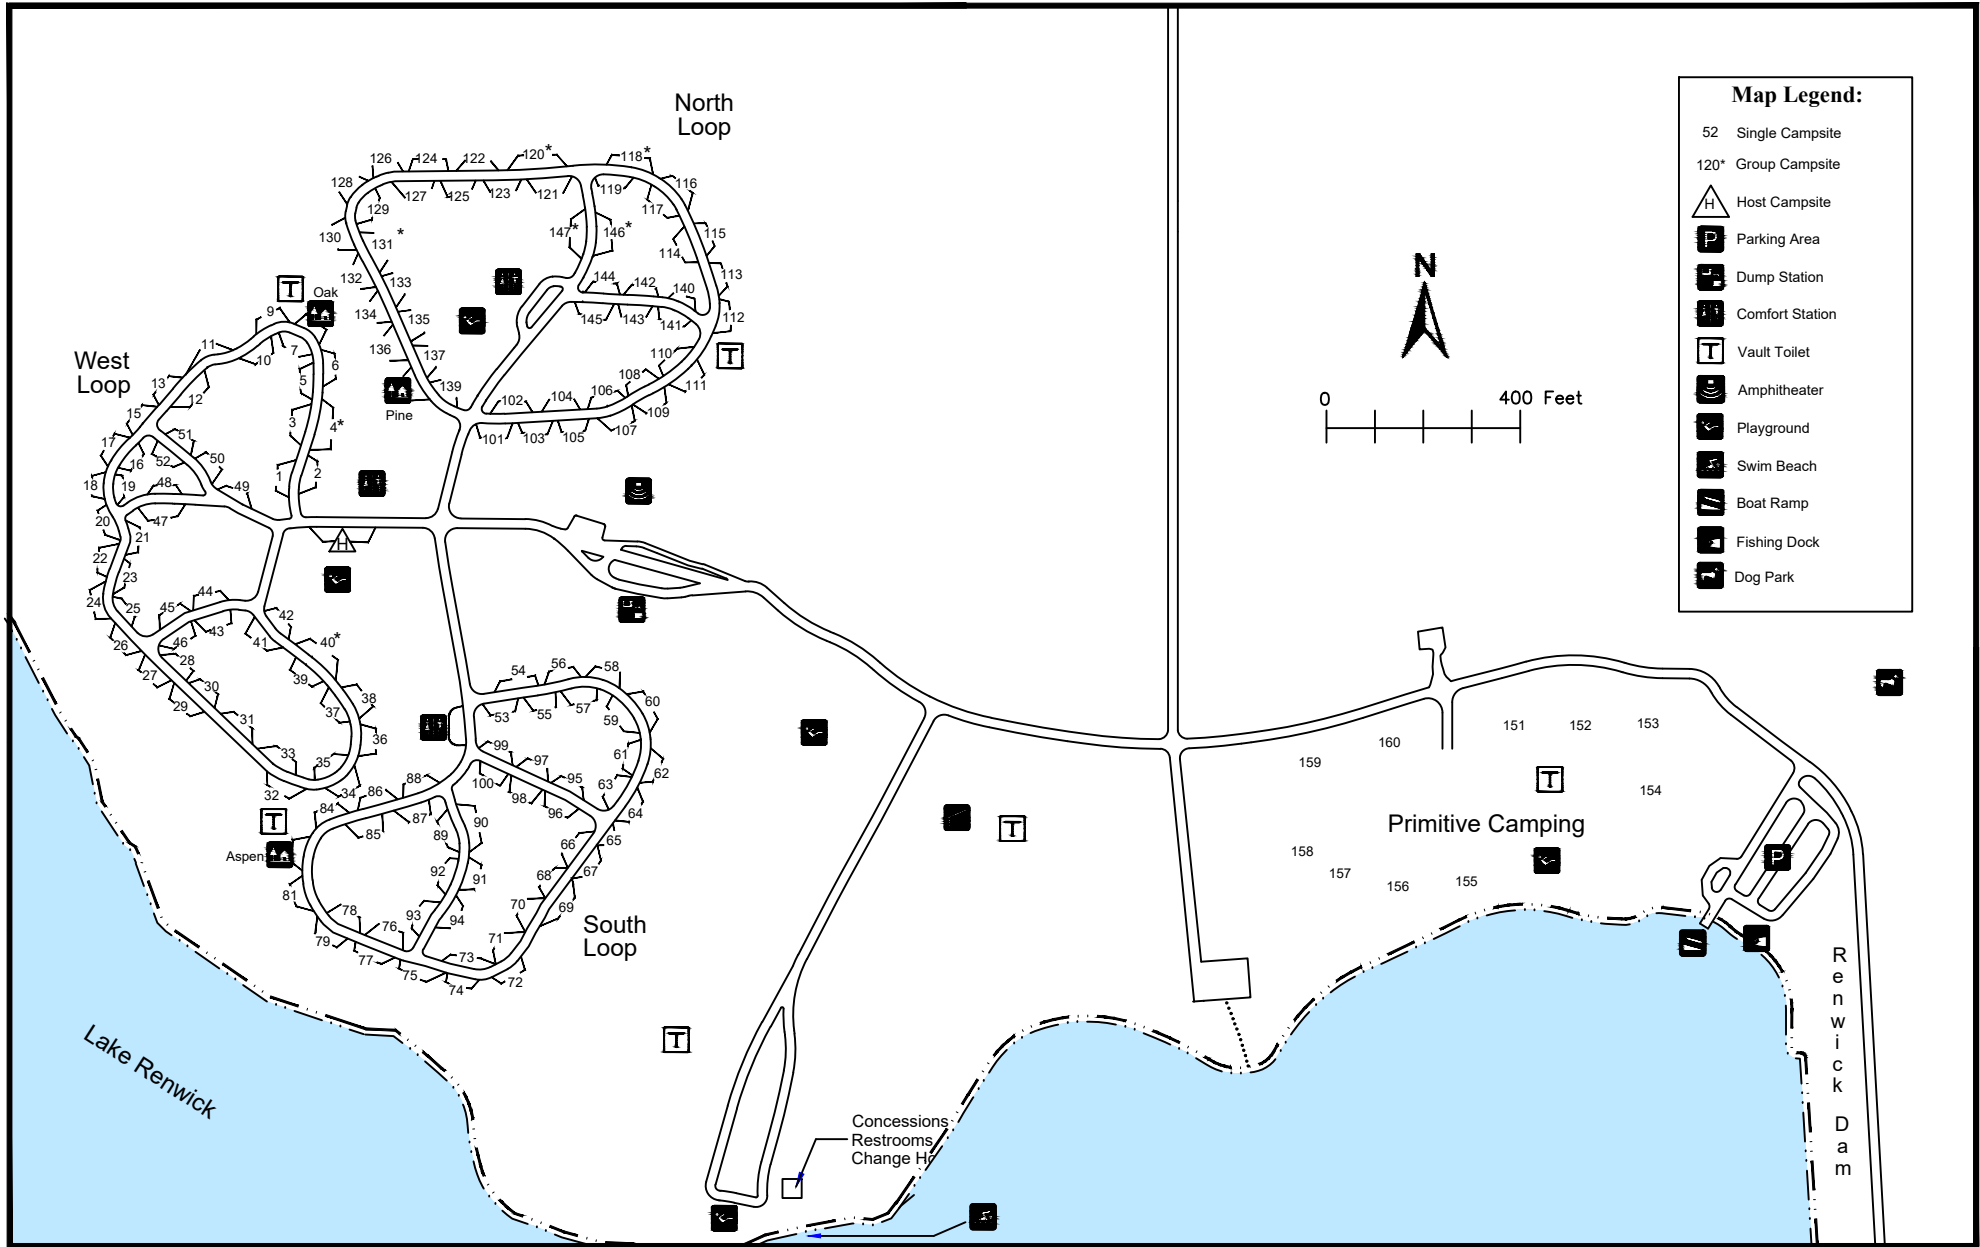 North
Loop
126 124 122 120* 118*
128 127 125 123 121 119 116
129 117
130 131 * 147* 146* 115
114
132 133 144 142 140 113
134 135 145 143 141 112
136 137 110
139 102 104 106 108 111
101 103 105 107 109
Pine
T
T
Oak
West
Loop
9
11 10 7 6
13 12 5
15 3 4*
17 16 51
52 50 1 2
18 19 48 49
20 47
21
22
23
24 25 45 44 42
26 46 43 41 40*
27 28 39
29 30 38
31 37
33 35 36
32 34
H
54 56 58
53 55 57 59 60
99 97 95 61 62
100 98 96 63 64
88 86 84
87 85 89 90 66 65
92 91 68 67
81 93 94 70 69
78 76 71
79 77 75 73 72
74
T
Aspen
South
Loop
T
T
Lake Renwick
Concessions
Restrooms
Change Ho
N
0 400 Feet
151 152 153
160
159
T
154
Primitive Camping
158
157 156 155
P
Renwick Dam
Map Legend:
52 Single Campsite
120* Group Campsite
H Host Campsite
P Parking Area
Dump Station
Comfort Station
T Vault Toilet
Amphitheater
Playground
Swim Beach
Boat Ramp
Fishing Dock
Dog Park